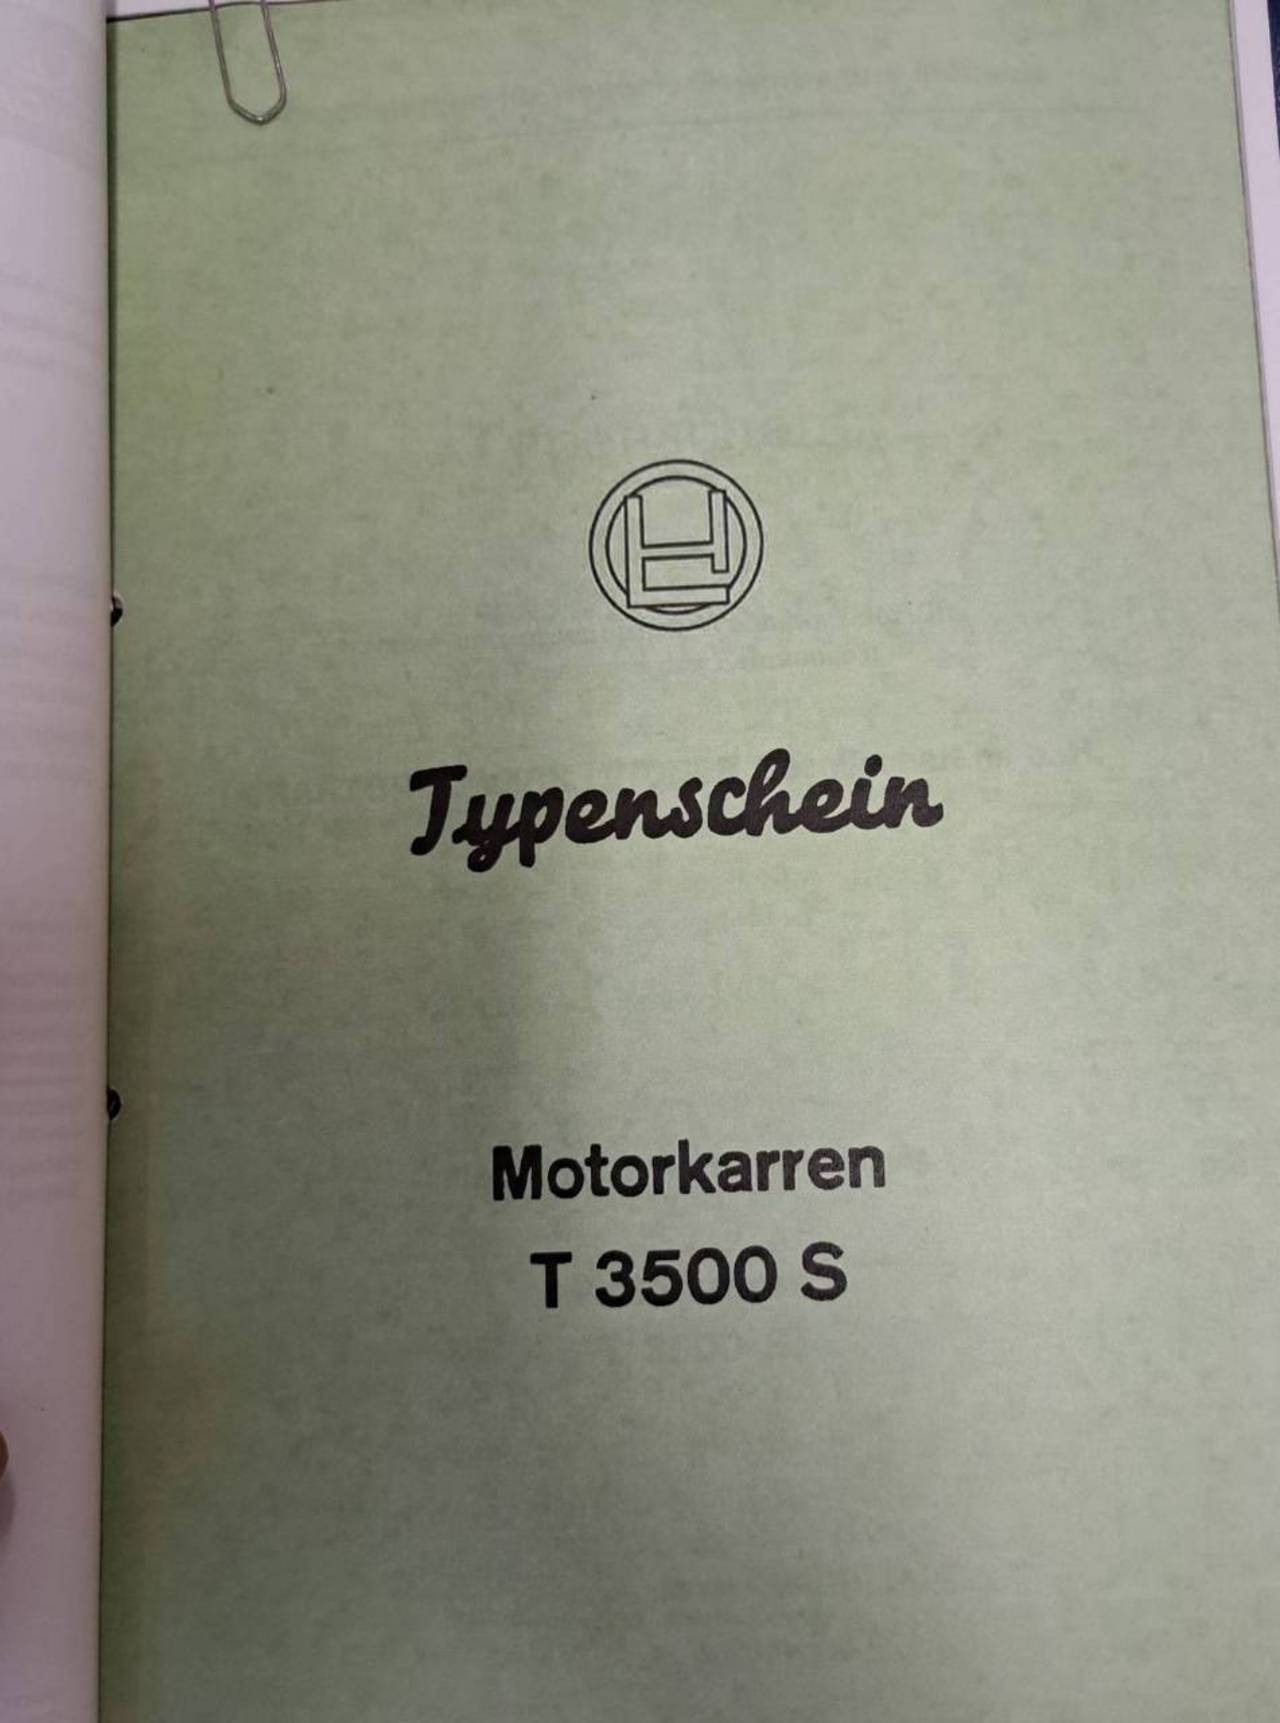 Typenschein
Motorkarren
T 3500 S